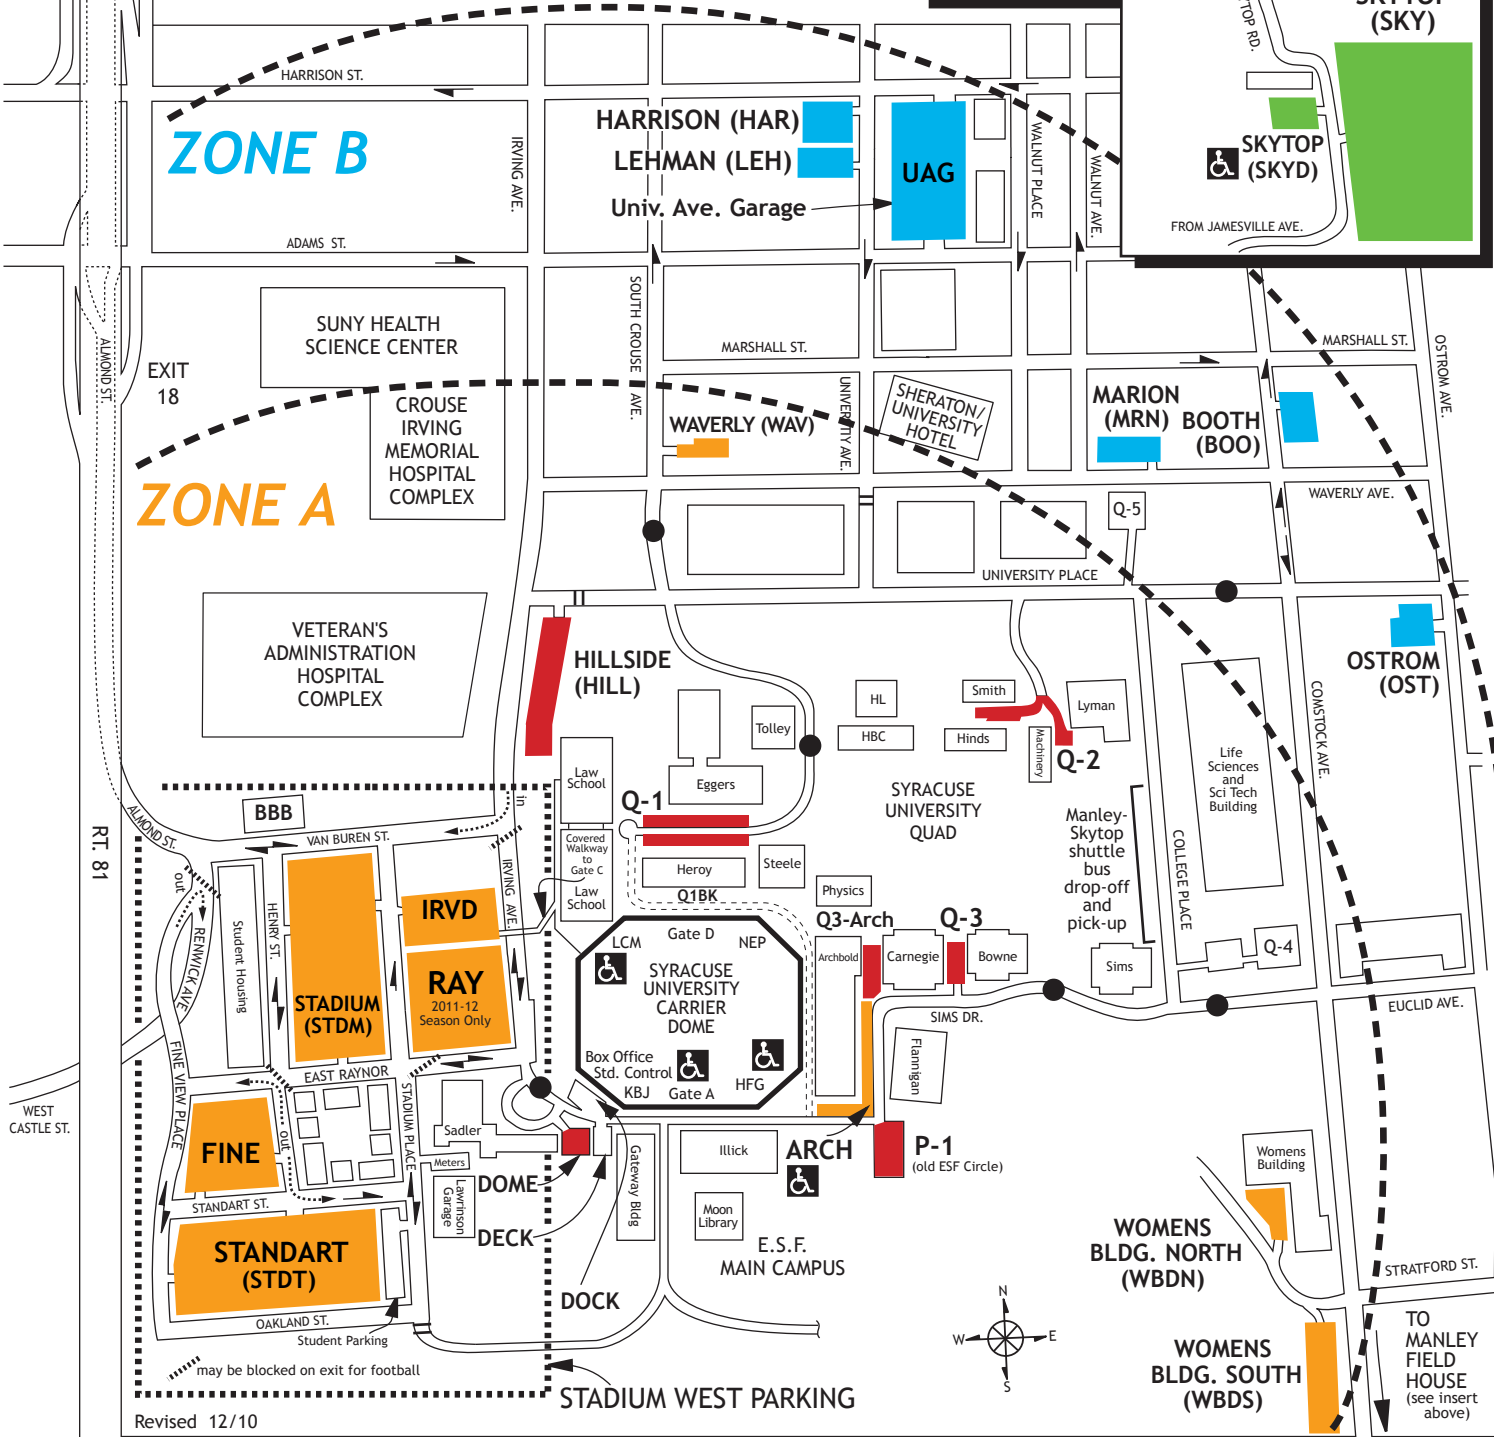 SKYTOP
(SKY)
HARRISON ST.
HARRISON (HAR)
LEHMAN (LEH)
UAG
Univ. Ave. Garage
ZONE B
IRVING AVE.
WALNUT PLACE
WALNUT AVE.
SKYTOP
(SKYD)
FROM JAMESVILLE AVE.
ADAMS ST.
SUNY HEALTH
SCIENCE CENTER
SOUTH CROUSE AVE.
MARSHALL ST.
MARSHALL ST.
OSTROM AVE.
ALMOND ST.
EXIT
18
CROUSE
IRVING
MEMORIAL
HOSPITAL
COMPLEX
WAVERLY (WAV)
UNIVERSITY AVE.
SHERATON/
UNIVERSITY
HOTEL
MARION
(MRN)
BOOTH
(BOO)
ZONE A
WAVERLY AVE.
Q-5
UNIVERSITY PLACE
VETERAN'S
ADMINISTRATION
HOSPITAL
COMPLEX
HILLSIDE
(HILL)
OSTROM
(OST)
COMSTOCK AVE.
Tolley
HL
HBC
Smith
Hinds
Machinery
Lyman
Q-2
Law
School
Eggers
Q-1
SYRACUSE
UNIVERSITY
QUAD
Life
Sciences
and
Sci Tech
Building
Manley-
Skytop
shuttle
bus
drop-off
and
pick-up
COLLEGE PLACE
BBB
VAN BUREN ST.
in
ALMOND ST.
RT. 81
out
Covered
Walkway
to
Gate C
Law
School
Heroy
Q1BK
Steele
Physics
Q3-Arch
Q-3
Archbold
Carnegie
Bowne
Sims
Q-4
IRVING AVE.
IRVD
RAY
2011-12
Season Only
HENRY ST.
Student Housing
RENWICK AVE
STADIUM
(STDM)
LCM
Gate D
NEP
SYRACUSE
UNIVERSITY
CARRIER
DOME
Box Office
Std. Control
KBJ
Gate A
HFG
SIMS DR.
EUCLID AVE.
Flannigan
FINE VIEW PLACE
EAST RAYNOR
STADIUM PLACE
WEST
CASTLE ST.
FINE
out
Sadler
Meters
Lawrinson
Garage
DOME
DECK
DOCK
Gateway Bldg
Illick
ARCH
P-1
(old ESF Circle)
Moon
Library
E.S.F.
MAIN CAMPUS
Womens
Building
STANDART ST.
STANDART
(STDT)
OAKLAND ST.
Student Parking
WOMENS
BLDG. NORTH
(WBDN)
STRATFORD ST.
N
W
E
S
WOMENS
BLDG. SOUTH
(WBDS)
TO
MANLEY
FIELD
HOUSE
(see insert
above)
may be blocked on exit for football
STADIUM WEST PARKING
Revised 12/10